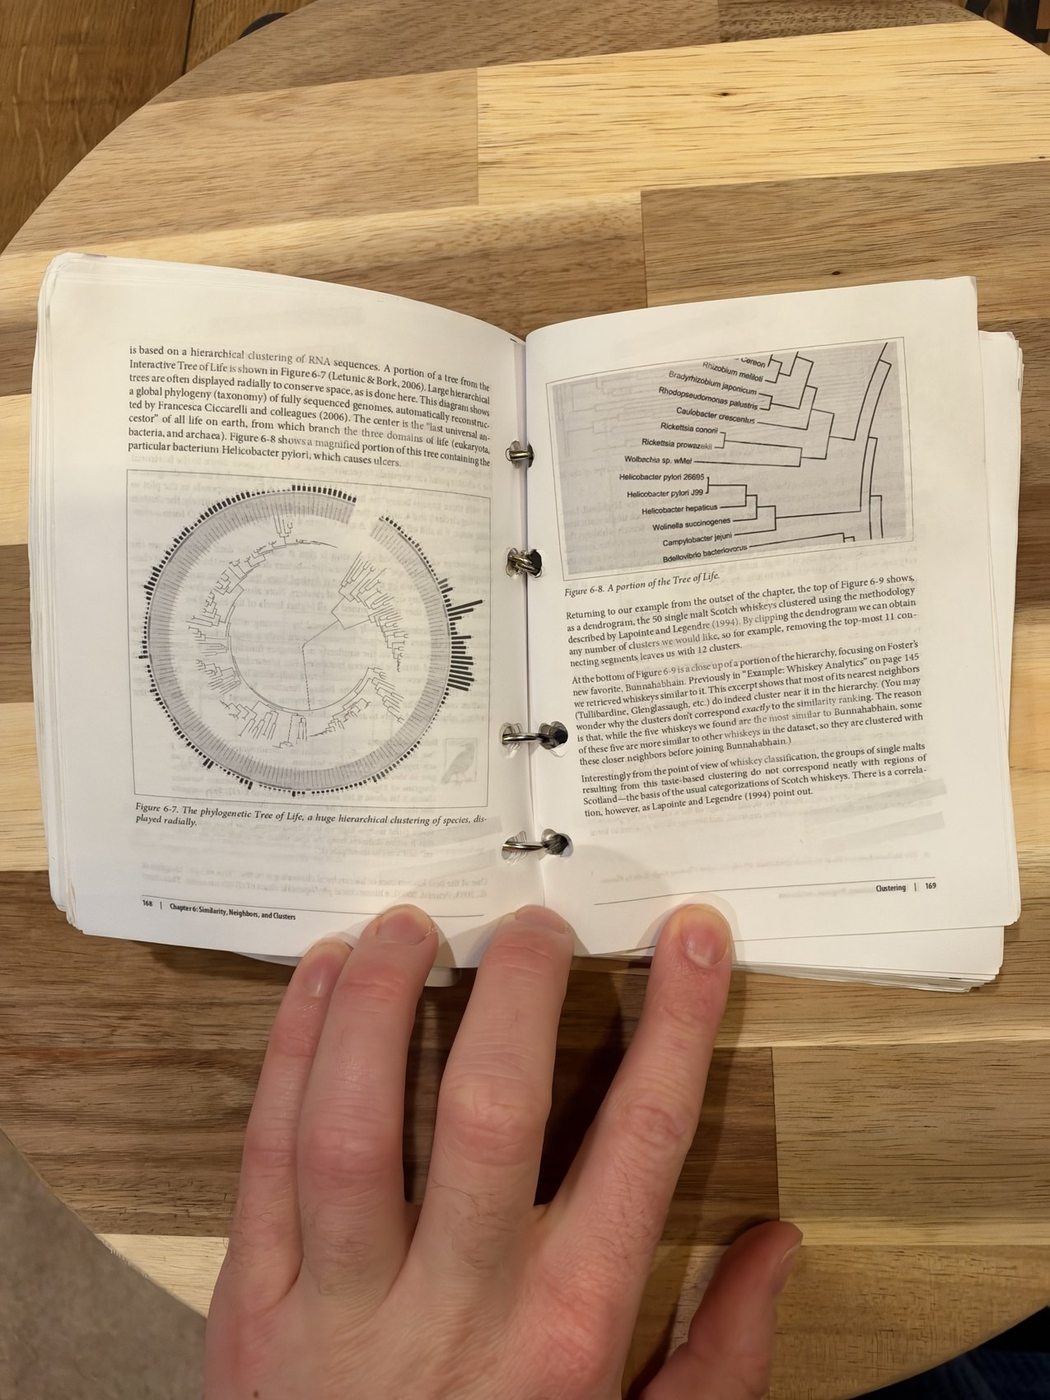 is based on a hierarchical clustering of RNA sequences. A portion of a tree from the
Interactive Tree of Life is shown in Figure 6-7 (Letunic & Bork, 2006). Large hierarchical
trees are often displayed radially to conserve space, as is done here. This diagram shows
a global phylogeny (taxonomy) of fully sequenced genomes, automatically reconstruc-
ted by Francesca Ciccarelli and colleagues (2006). The center is the "last universal an-
cestor" of all life on earth, from which branch the three domains of life (eukaryota,
bacteria, and archaea). Figure 6-8 shows a magnified portion of this tree containing the
particular bacterium Helicobacter pylori, which causes ulcers.
Figure 6-7. The phylogenetic Tree of Life, a huge hierarchical clustering of species, dis-
played radially.
168 | Chapter 6: Similarity, Neighbors, and Clusters
Rhizobium meliloti
Bradyrhizobium japonicum
Rhodopseudomonas palustris
Caulobacter crescentus
Rickettsia conorii
Rickettsia prowazekii
Wolbachia sp. wMel
Helicobacter pylori 26695
Helicobacter pylori J99
Helicobacter hepaticus
Wolinella succinogenes
Campylobacter jejuni
Bdellovibrio bacteriovorus
Figure 6-8. A portion of the Tree of Life.
Returning to our example from the outset of the chapter, the top of Figure 6-9 shows,
as a dendrogram, the 50 single malt Scotch whiskeys clustered using the methodology
described by Lapointe and Legendre (1994). By clipping the dendrogram we can obtain
any number of clusters we would like, so for example, removing the top-most 11 con-
necting segments leaves us with 12 clusters.
At the bottom of Figure 6-9 is a close up of a portion of the hierarchy, focusing on Foster's
new favorite, Bunnahabhain. Previously in "Example: Whiskey Analytics" on page 145
we retrieved whiskeys similar to it. This excerpt shows that most of its nearest neighbors
(Tullibardine, Glenglassaugh, etc.) do indeed cluster near it in the hierarchy. (You may
wonder why the clusters don't correspond exactly to the similarity ranking. The reason
is that, while the five whiskeys we found are the most similar to Bunnahabhain, some
of these five are more similar to other whiskeys in the dataset, so they are clustered with
these closer neighbors before joining Bunnahabhain.)
Interestingly from the point of view of whiskey classification, the groups of single malts
resulting from this taste-based clustering do not correspond neatly with regions of
Scotland—the basis of the usual categorizations of Scotch whiskeys. There is a correla-
tion, however, as Lapointe and Legendre (1994) point out.
Clustering | 169